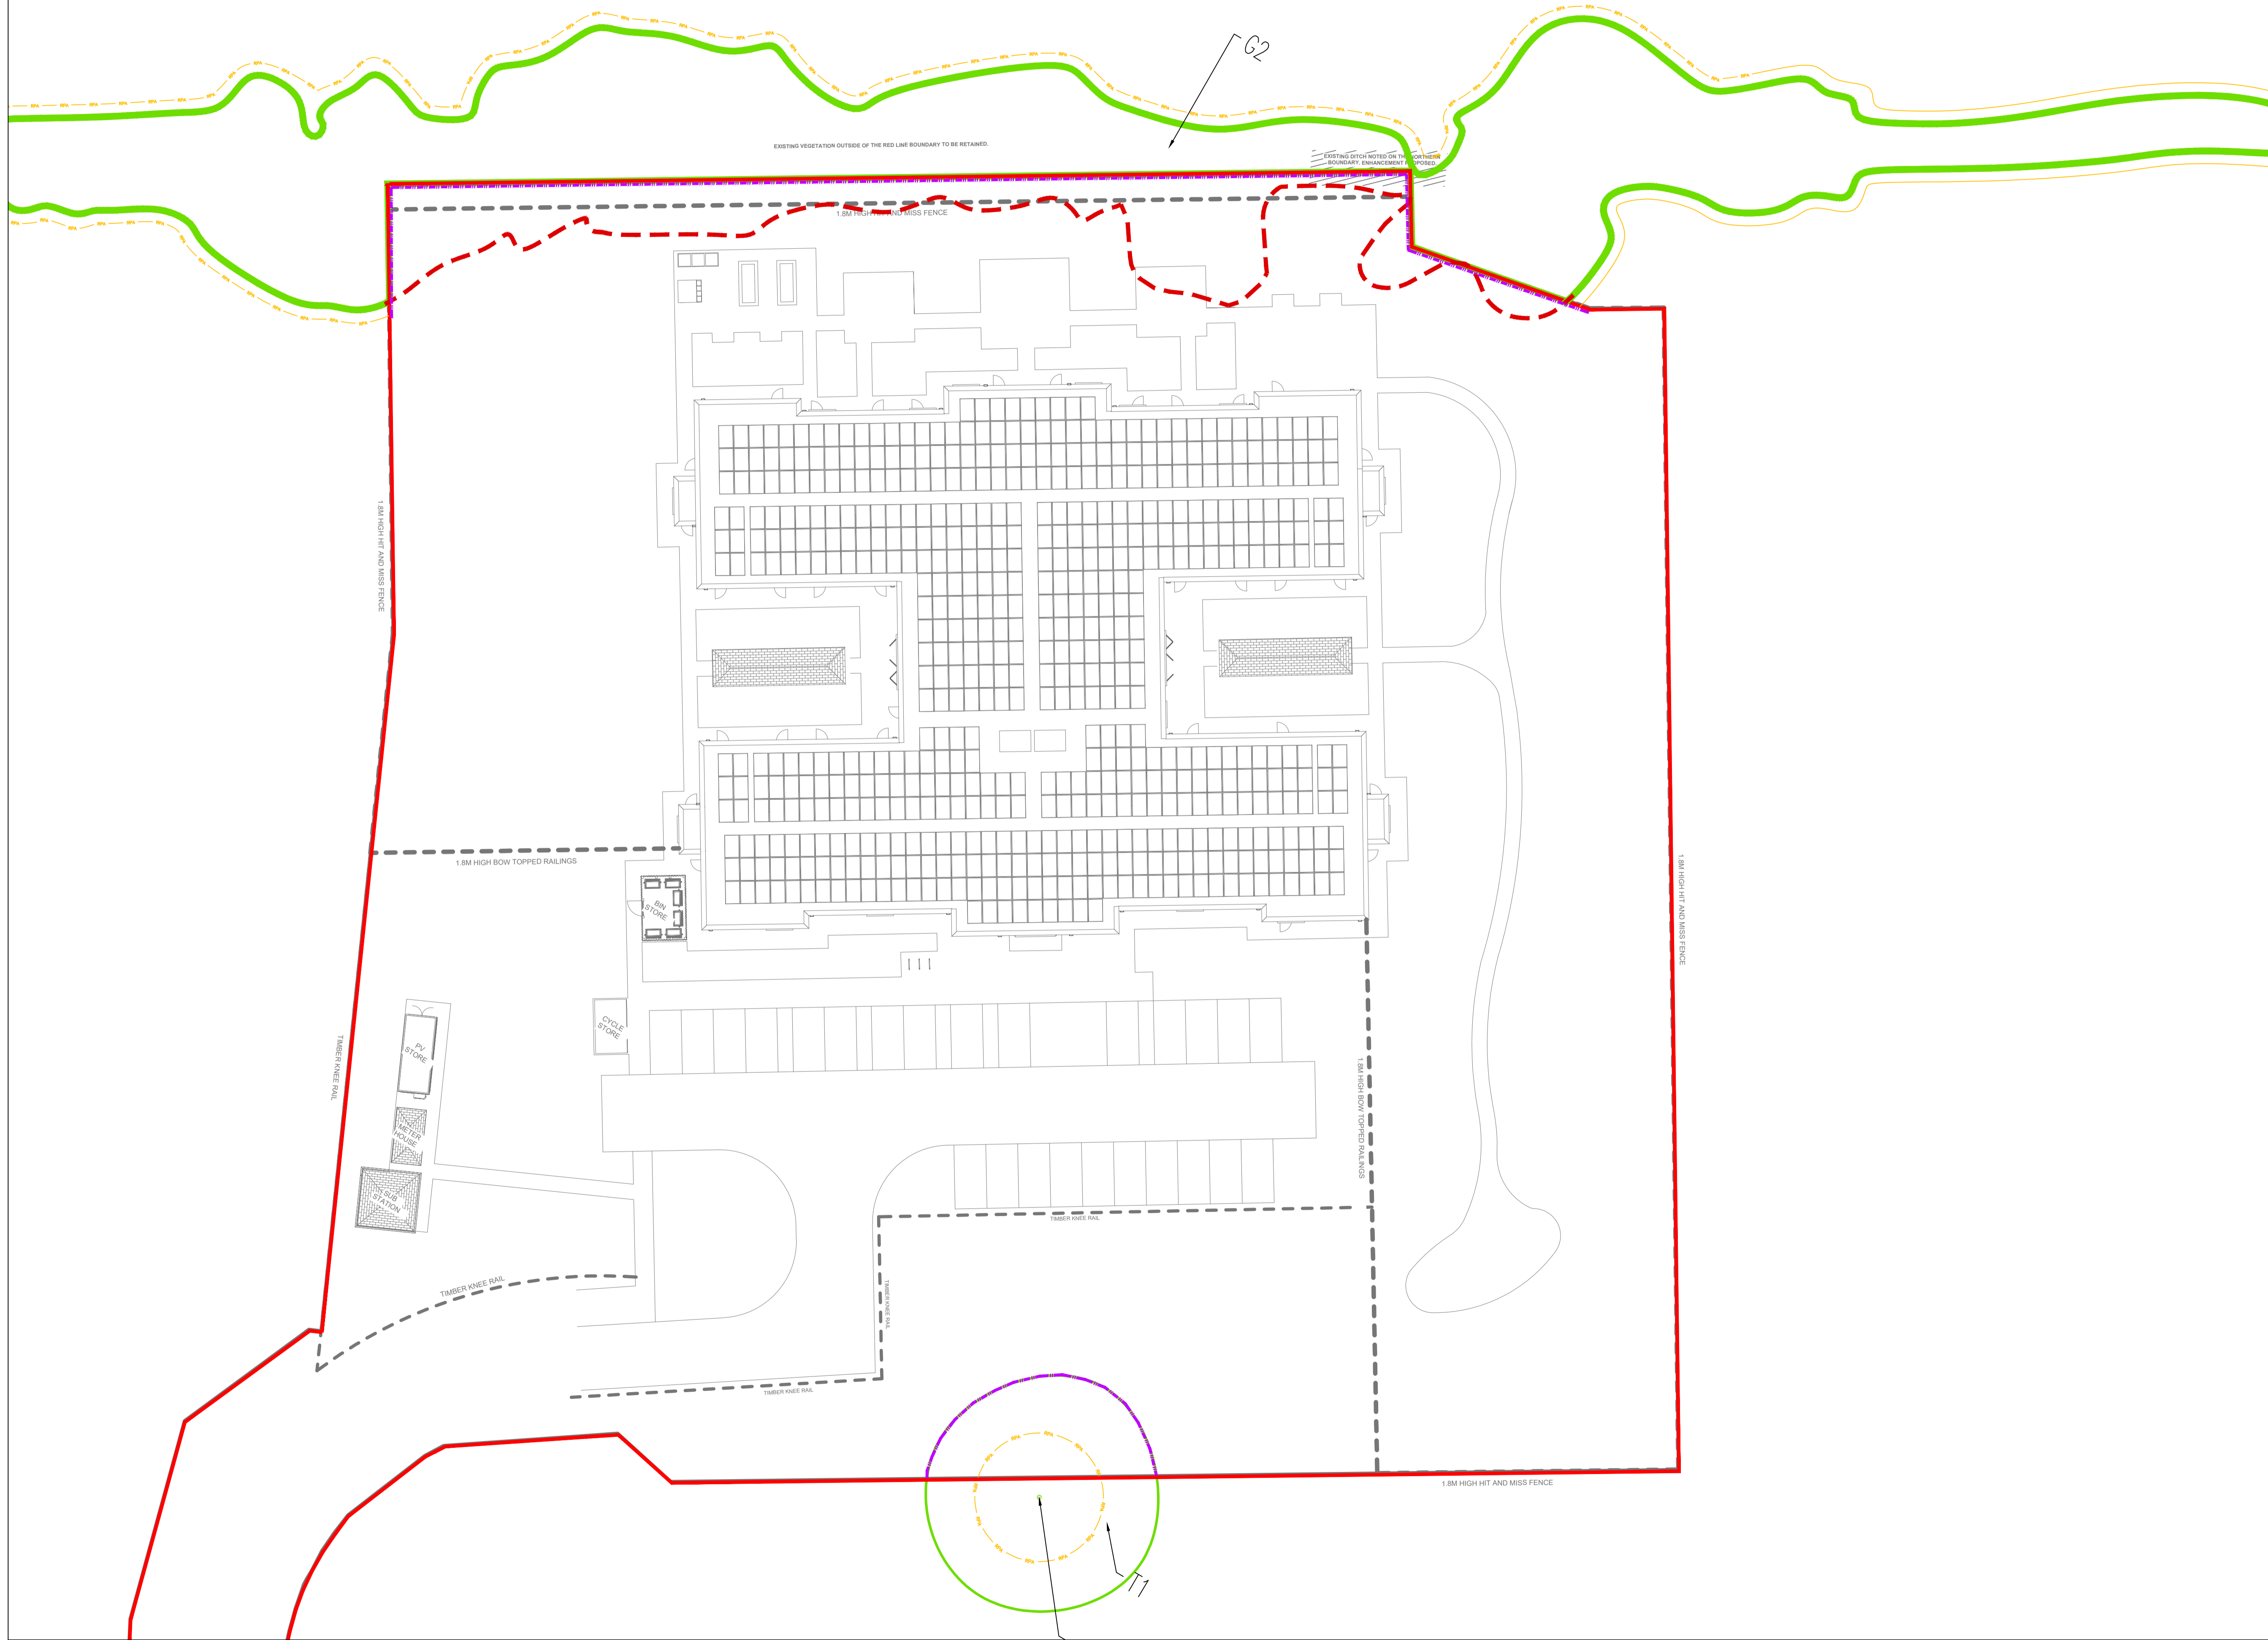 G2
EXISTING VEGETATION OUTSIDE OF THE RED LINE BOUNDARY TO BE RETAINED.
EXISTING DITCH NOTED ON THE NORTHERN
BOUNDARY, ENHANCEMENT PROPOSED.
1.8M HIGH HIT AND MISS FENCE
1.8M HIGH HIT AND MISS FENCE
1.8M HIGH BOW TOPPED RAILINGS
BIN
STORE
1.8M HIGH HIT AND MISS FENCE
CYCLE
STORE
PV
STORE
TIMBER KNEE RAIL
METER
HOUSE
1.8M HIGH BOW TOPPED RAILINGS
SUB
STATION
TIMBER KNEE RAIL
TIMBER KNEE RAIL
TIMBER KNEE RAIL
TIMBER KNEE RAIL
1.8M HIGH HIT AND MISS FENCE
RPA
T1